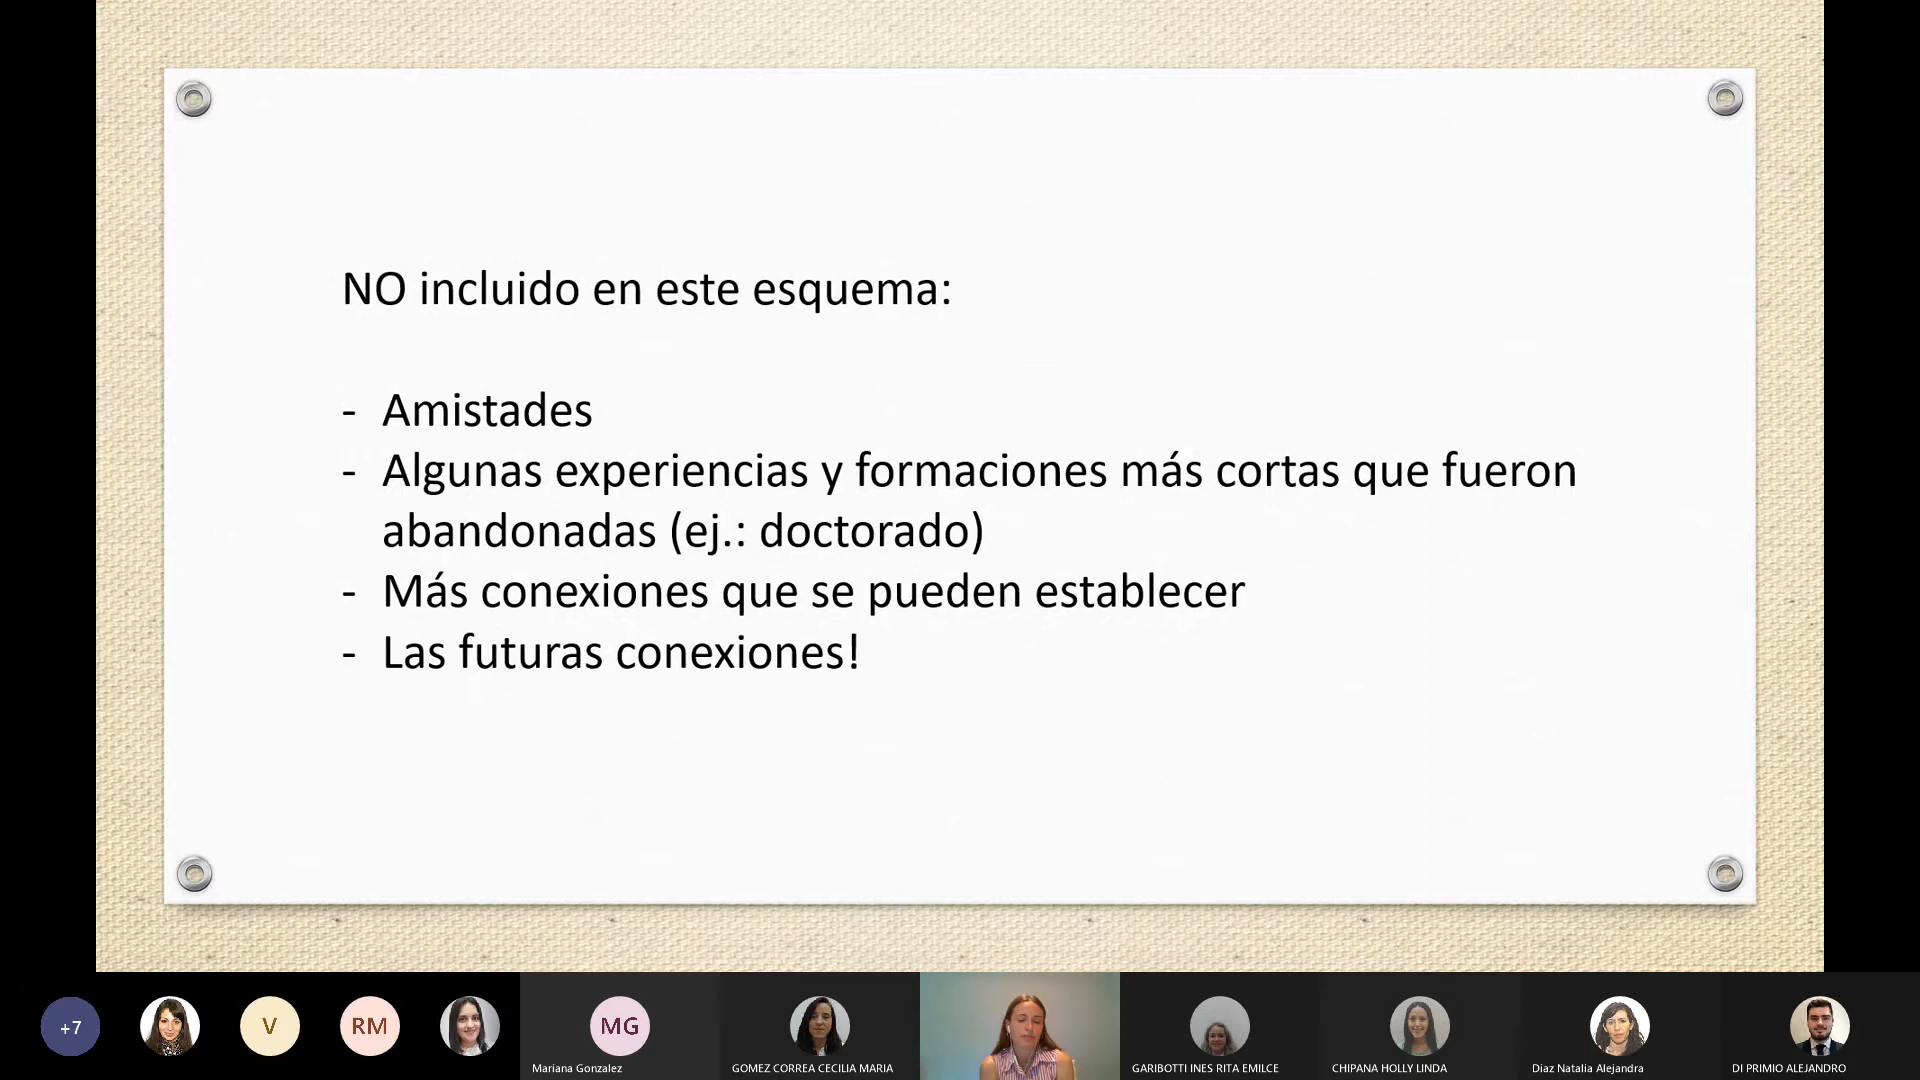 NO incluido en este esquema:
- Amistades
- Algunas experiencias y formaciones más cortas que fueron
abandonadas (ej.: doctorado)
- Más conexiones que se pueden establecer
- Las futuras conexiones!
+7
V
RM
MG
Mariana Gonzalez
GOMEZ CORREA CECILIA MARIA
GARIBOTTI INES RITA EMILCE
CHIPANA HOLLY LINDA
Diaz Natalia Alejandra
DI PRIMIO ALEJANDRO